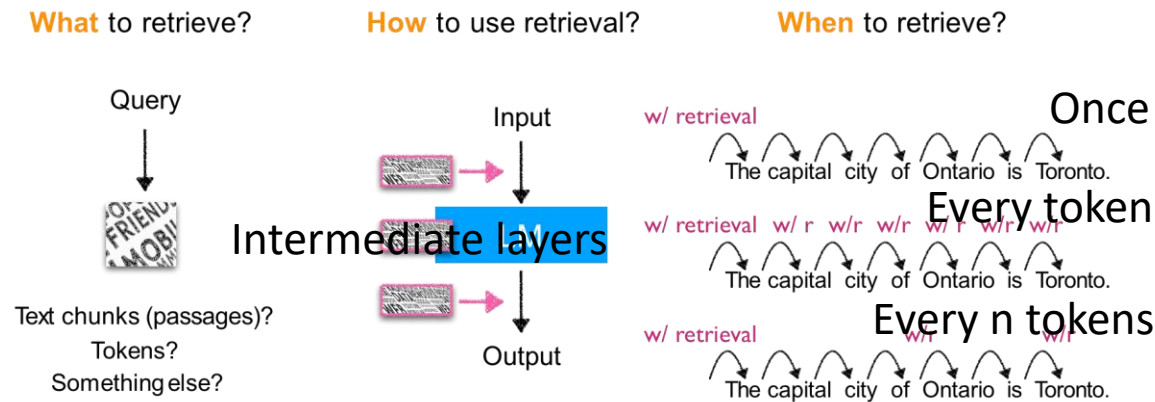 What to retrieve?
Query
Text chunks (passages)?
Tokens?
Something else?
How to use retrieval?
Input
Intermediate layers
Output
When to retrieve?
Once
w/ retrieval
The capital city of Ontario is Toronto.
Every token
w/ retrieval w/ r w/r w/r w/ r w/r w/r
The capital city of Ontario is Toronto.
Every n tokens
w/ retrieval w/r w/r
The capital city of Ontario is Toronto.